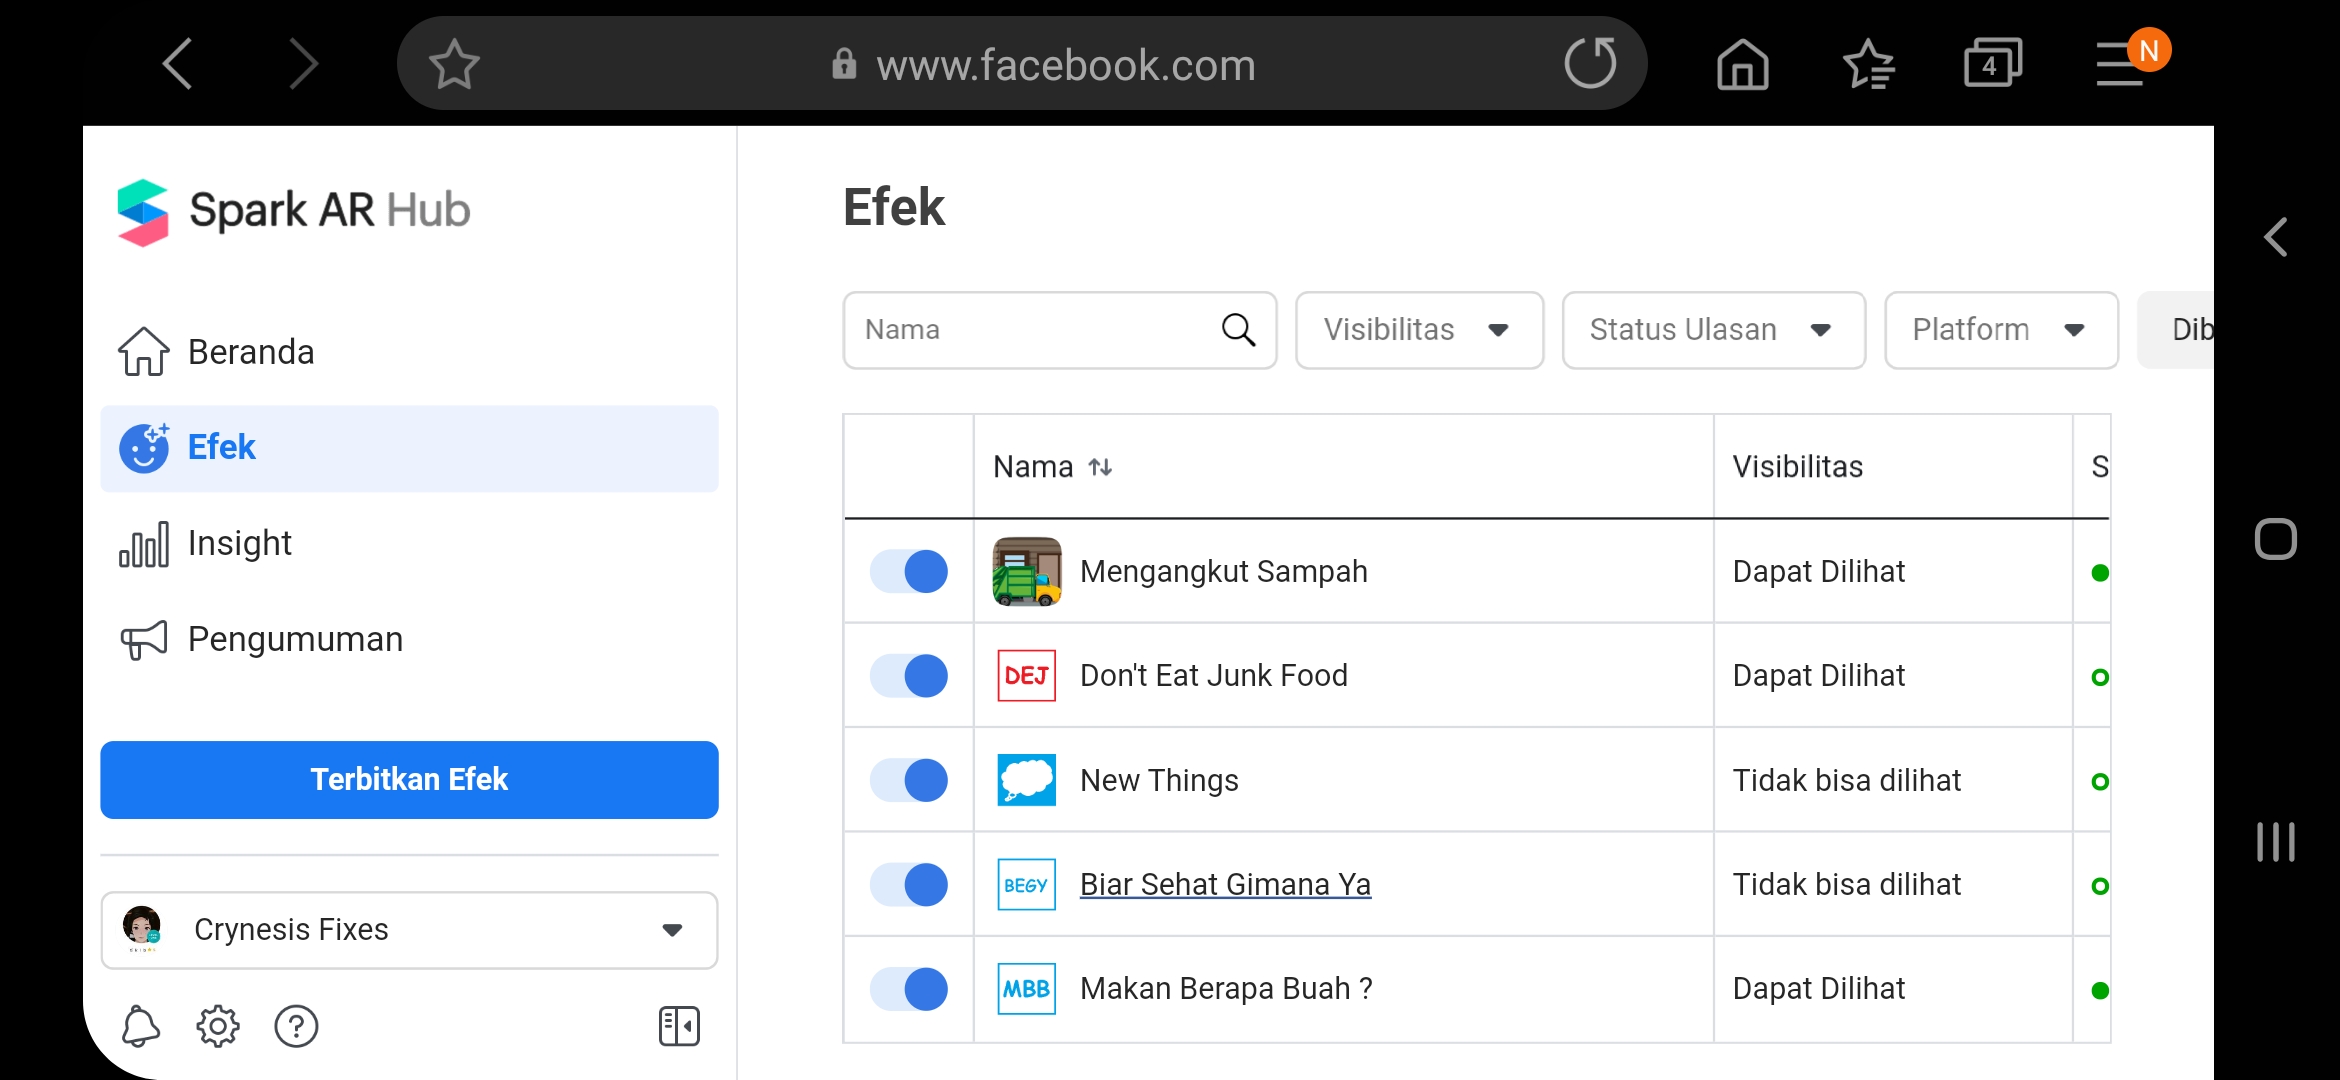 www.facebook.com
4
N
Spark AR Hub
Beranda
Efek
Insight
Pengumuman
Terbitkan Efek
Crynesis Fixes
Efek
Nama
Visibilitas
Status Ulasan
Platform
Dib
Nama
Visibilitas
S
Mengangkut Sampah
Dapat Dilihat
DEJ
Don't Eat Junk Food
Dapat Dilihat
New Things
Tidak bisa dilihat
BEGY
Biar Sehat Gimana Ya
Tidak bisa dilihat
MBB
Makan Berapa Buah ?
Dapat Dilihat